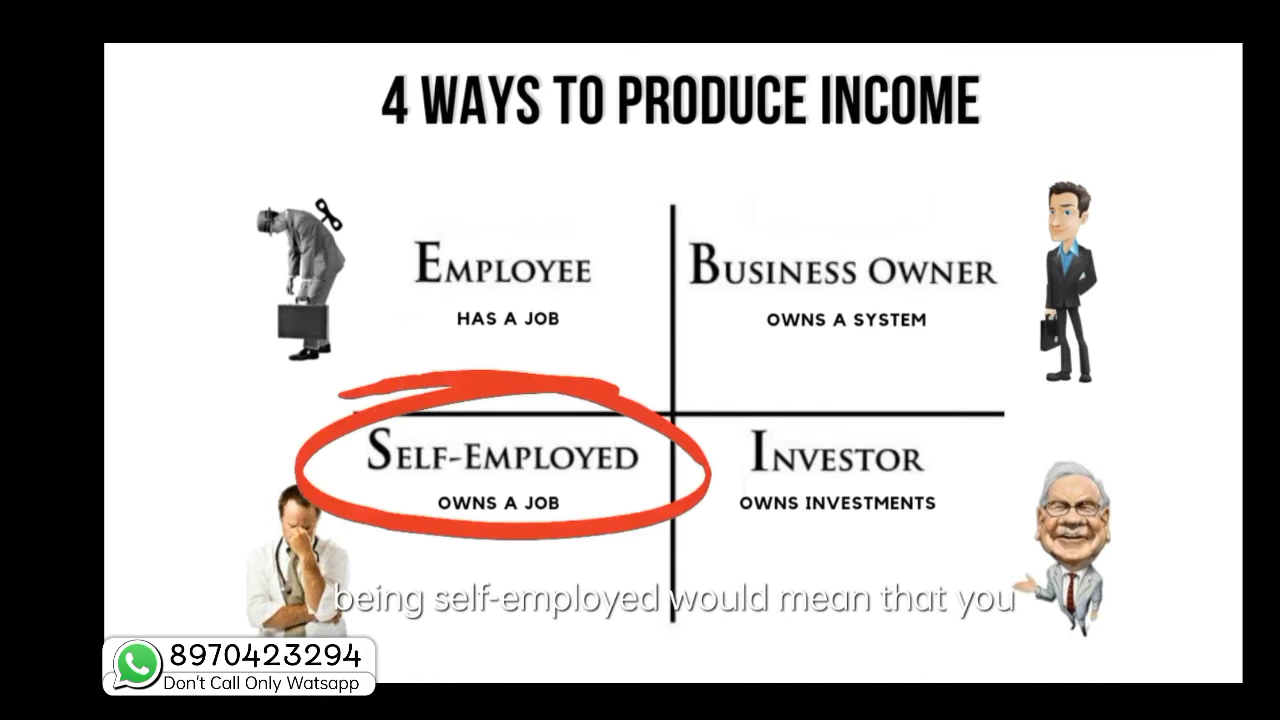 4 WAYS TO PRODUCE INCOME
EMPLOYEE
HAS A JOB
BUSINESS OWNER
OWNS A SYSTEM
SELF-EMPLOYED
OWNS A JOB
INVESTOR
OWNS INVESTMENTS
being self-employed would mean that you
8970423294
Don't Call Only Watsapp